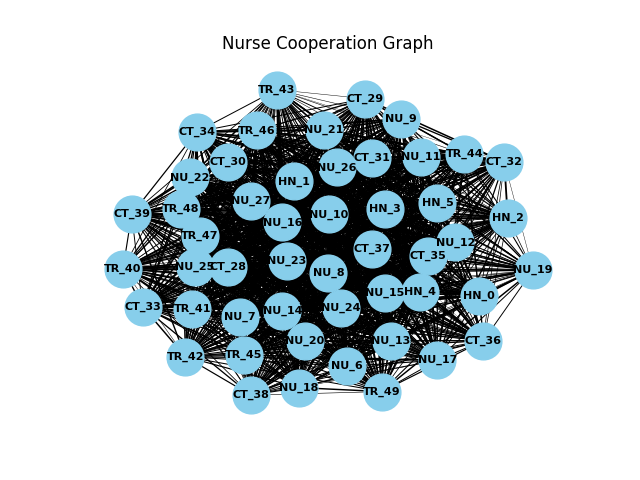 Nurse Cooperation Graph
TR_43
CT_29
NU_9
CT_34
TR_46
NU_21
NU_26
CT_31
NU_11
TR_44
CT_32
CT_30
NU_22
HN_1
NU_27
TR_48
CT_39
NU_16
NU_10
HN_3
HN_5
HN_2
TR_47
NU_12
CT_37
CT_35
TR_40
NU_25
CT_28
NU_23
NU_8
NU_19
CT_33
TR_41
NU_7
NU_14
NU_24
NU_15
HN_4
HN_0
TR_42
TR_45
NU_20
NU_13
CT_36
NU_6
NU_17
CT_38
NU_18
TR_49